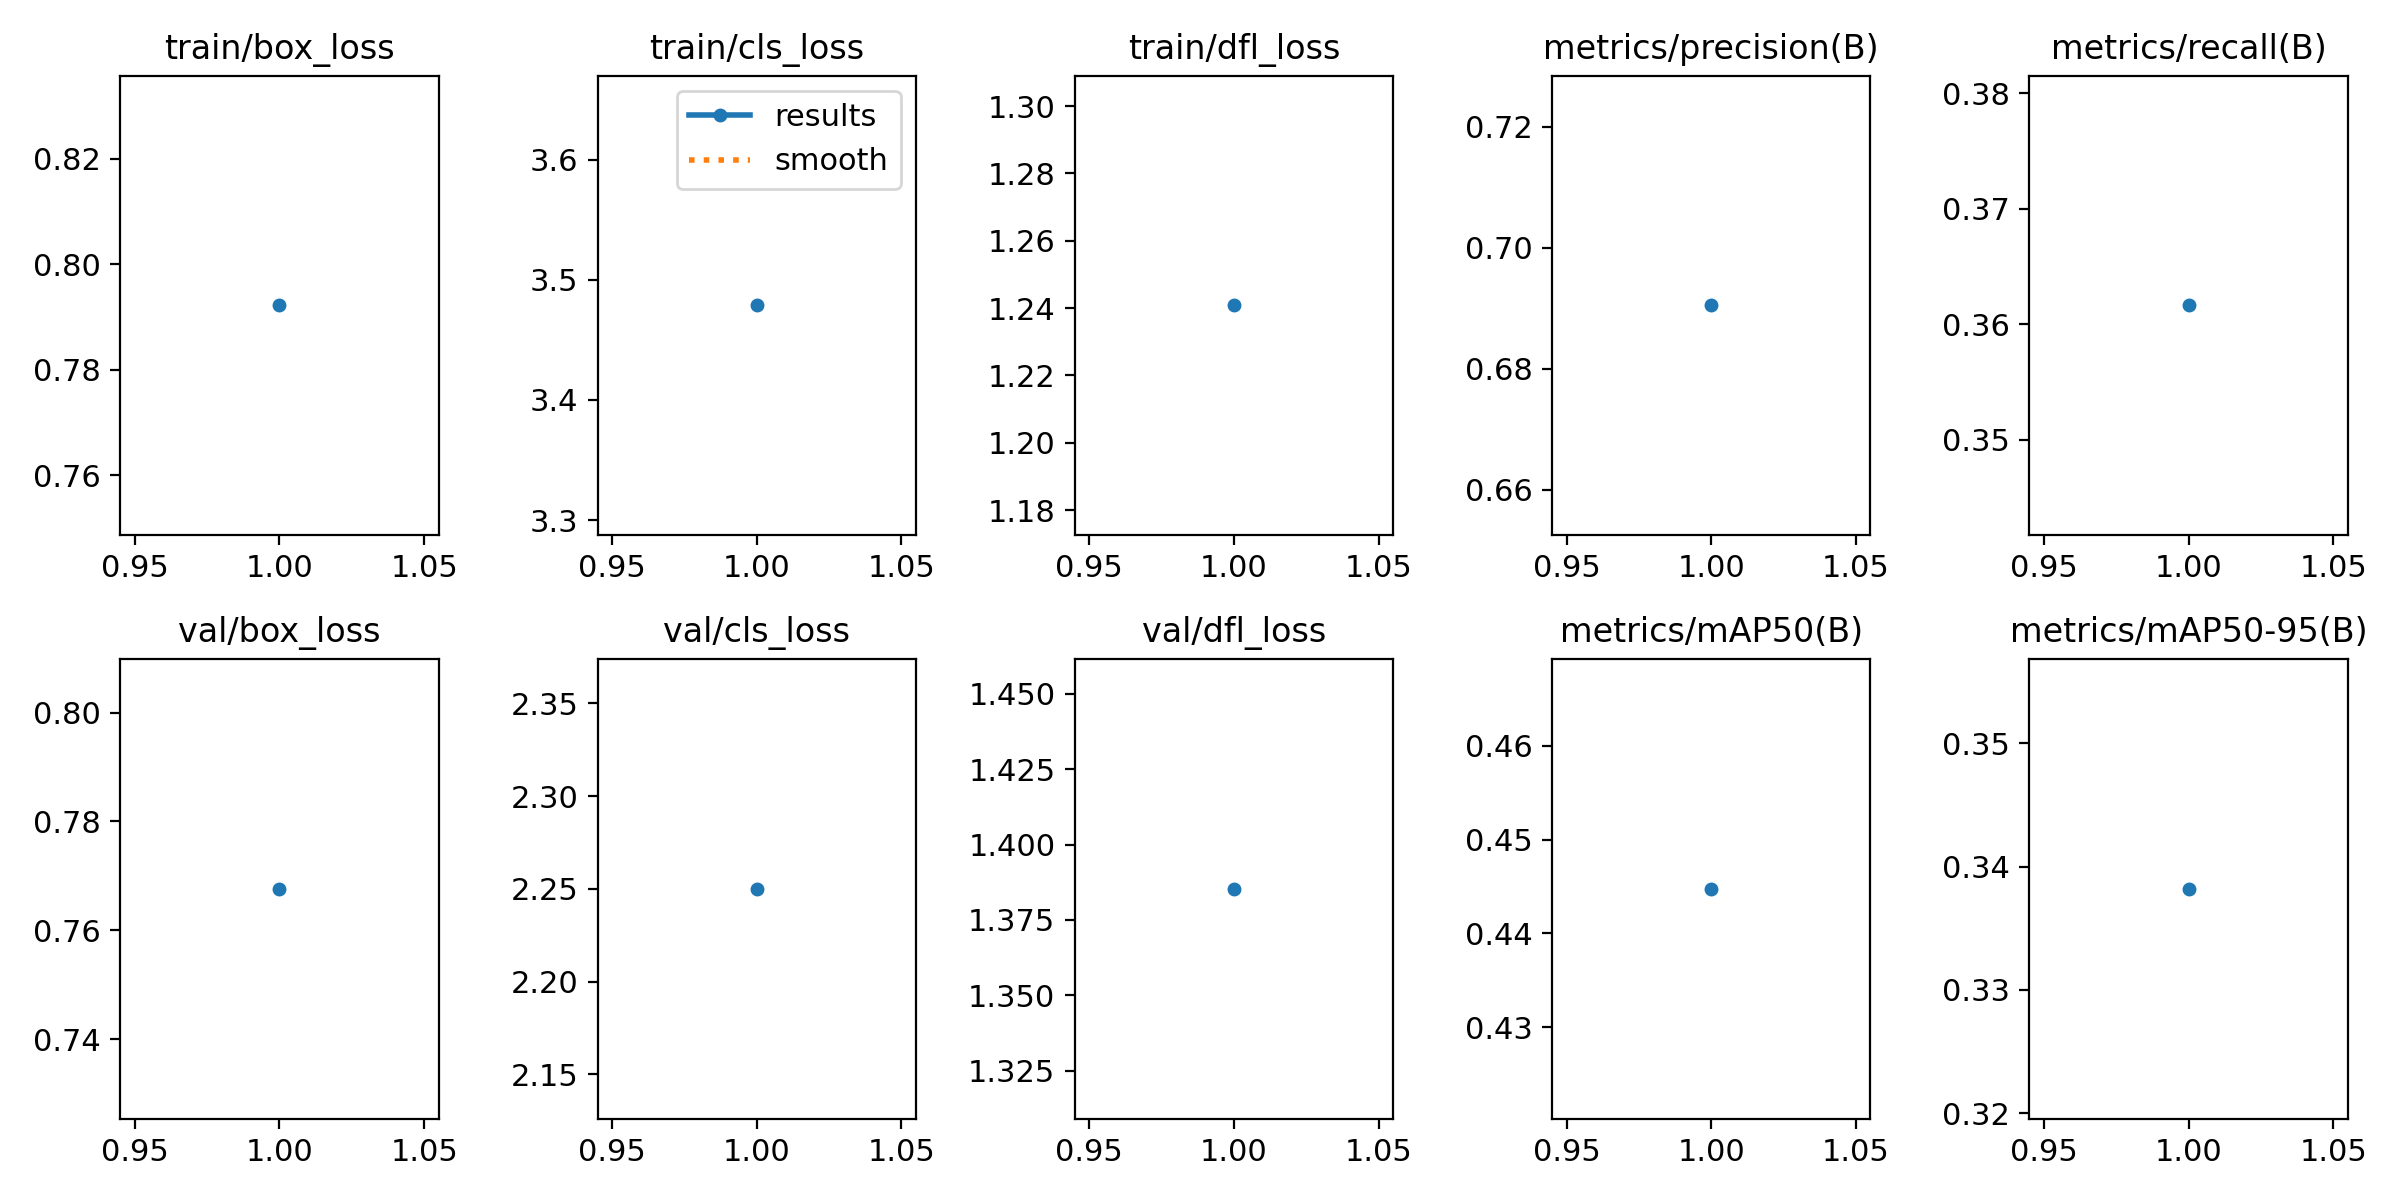 train/box_loss
0.82
0.80
0.78
0.76
0.95 1.00 1.05
train/cls_loss
results
smooth
3.6
3.5
3.4
3.3
0.95 1.00 1.05
train/dfl_loss
1.30
1.28
1.26
1.24
1.22
1.20
1.18
0.95 1.00 1.05
metrics/precision(B)
0.72
0.70
0.68
0.66
0.95 1.00 1.05
metrics/recall(B)
0.38
0.37
0.36
0.35
0.95 1.00 1.05
val/box_loss
0.80
0.78
0.76
0.74
0.95 1.00 1.05
val/cls_loss
2.35
2.30
2.25
2.20
2.15
0.95 1.00 1.05
val/dfl_loss
1.450
1.425
1.400
1.375
1.350
1.325
0.95 1.00 1.05
metrics/mAP50(B)
0.46
0.45
0.44
0.43
0.95 1.00 1.05
metrics/mAP50-95(B)
0.35
0.34
0.33
0.32
0.95 1.00 1.05